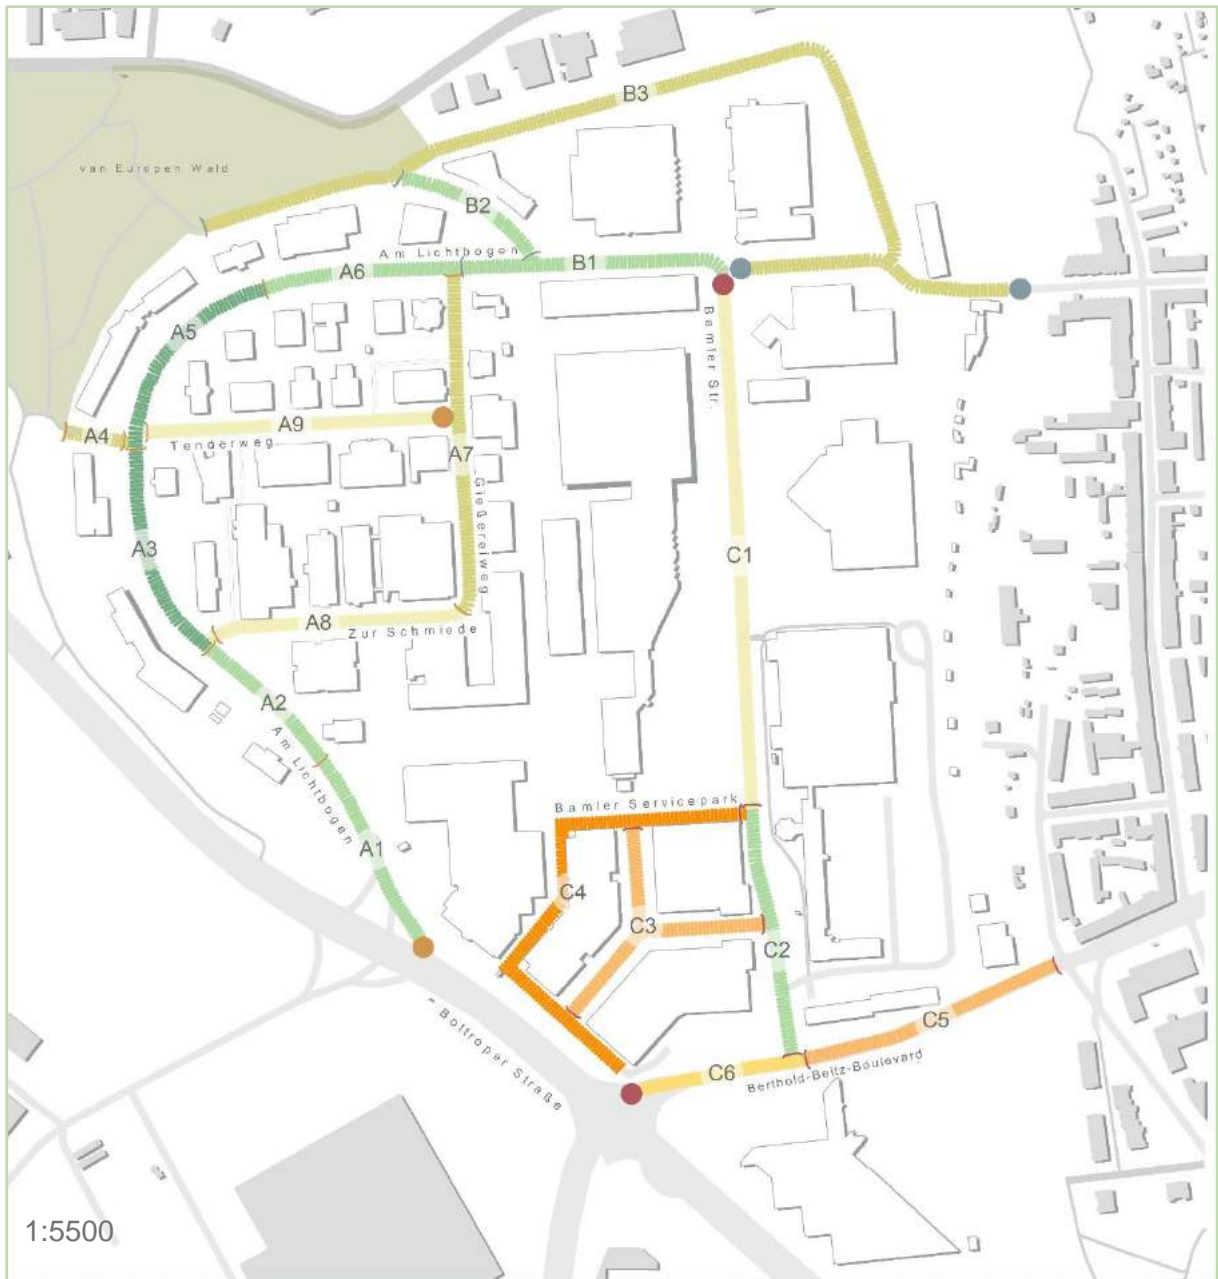 B3
van Europen Wald
B2
Am Lichtbogen
B1
A6
A5
Bamler Str.
A9
A4
Tenderweg
A7
Gießereiweg
A3
C1
A8
Zur Schmiede
A2
Am Lichtbogen
Bamler Servicepark
A1
C4
C3
C2
C5
Boltroper Straße
C6
Berthold-Beitz-Boulevard
1:5500